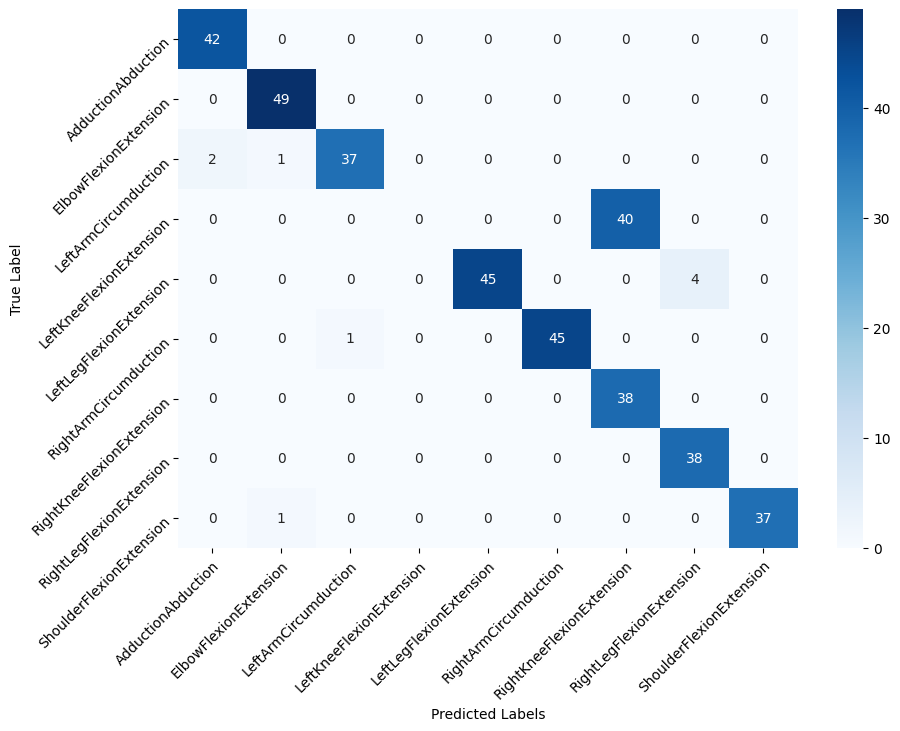 True Label
AdductionAbduction 42 0 0 0 0 0 0 0 0
ElbowFlexionExtension 0 49 0 0 0 0 0 0 0
LeftArmCircumduction 2 1 37 0 0 0 0 0 0
LeftKneeFlexionExtension 0 0 0 0 0 0 40 0 0
LeftLegFlexionExtension 0 0 0 0 45 0 0 4 0
RightArmCircumduction 0 0 1 0 0 45 0 0 0
RightKneeFlexionExtension 0 0 0 0 0 0 38 0 0
RightLegFlexionExtension 0 0 0 0 0 0 0 38 0
ShoulderFlexionExtension 0 1 0 0 0 0 0 0 37
AdductionAbduction
ElbowFlexionExtension
LeftArmCircumduction
LeftKneeFlexionExtension
LeftLegFlexionExtension
RightArmCircumduction
RightKneeFlexionExtension
RightLegFlexionExtension
ShoulderFlexionExtension
Predicted Labels
40
30
20
10
0